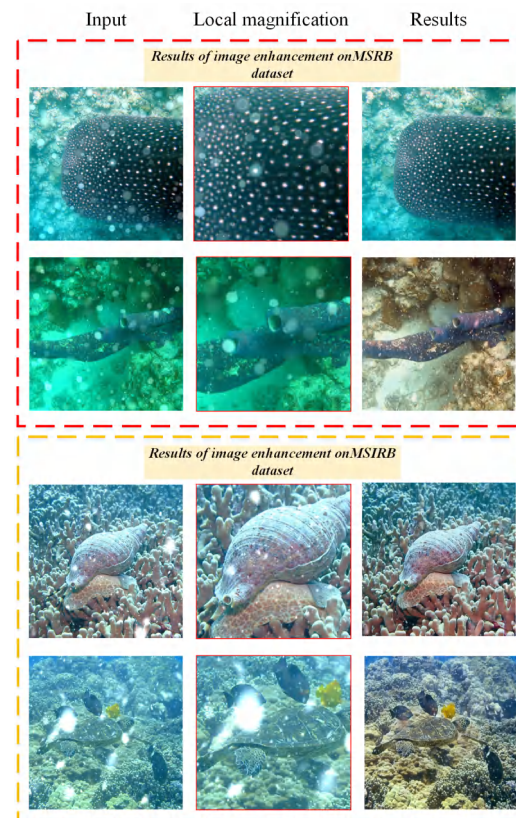 Input Local magnification Results
Results of image enhancement onMSRB
dataset
Results of image enhancement onMSIRB
dataset